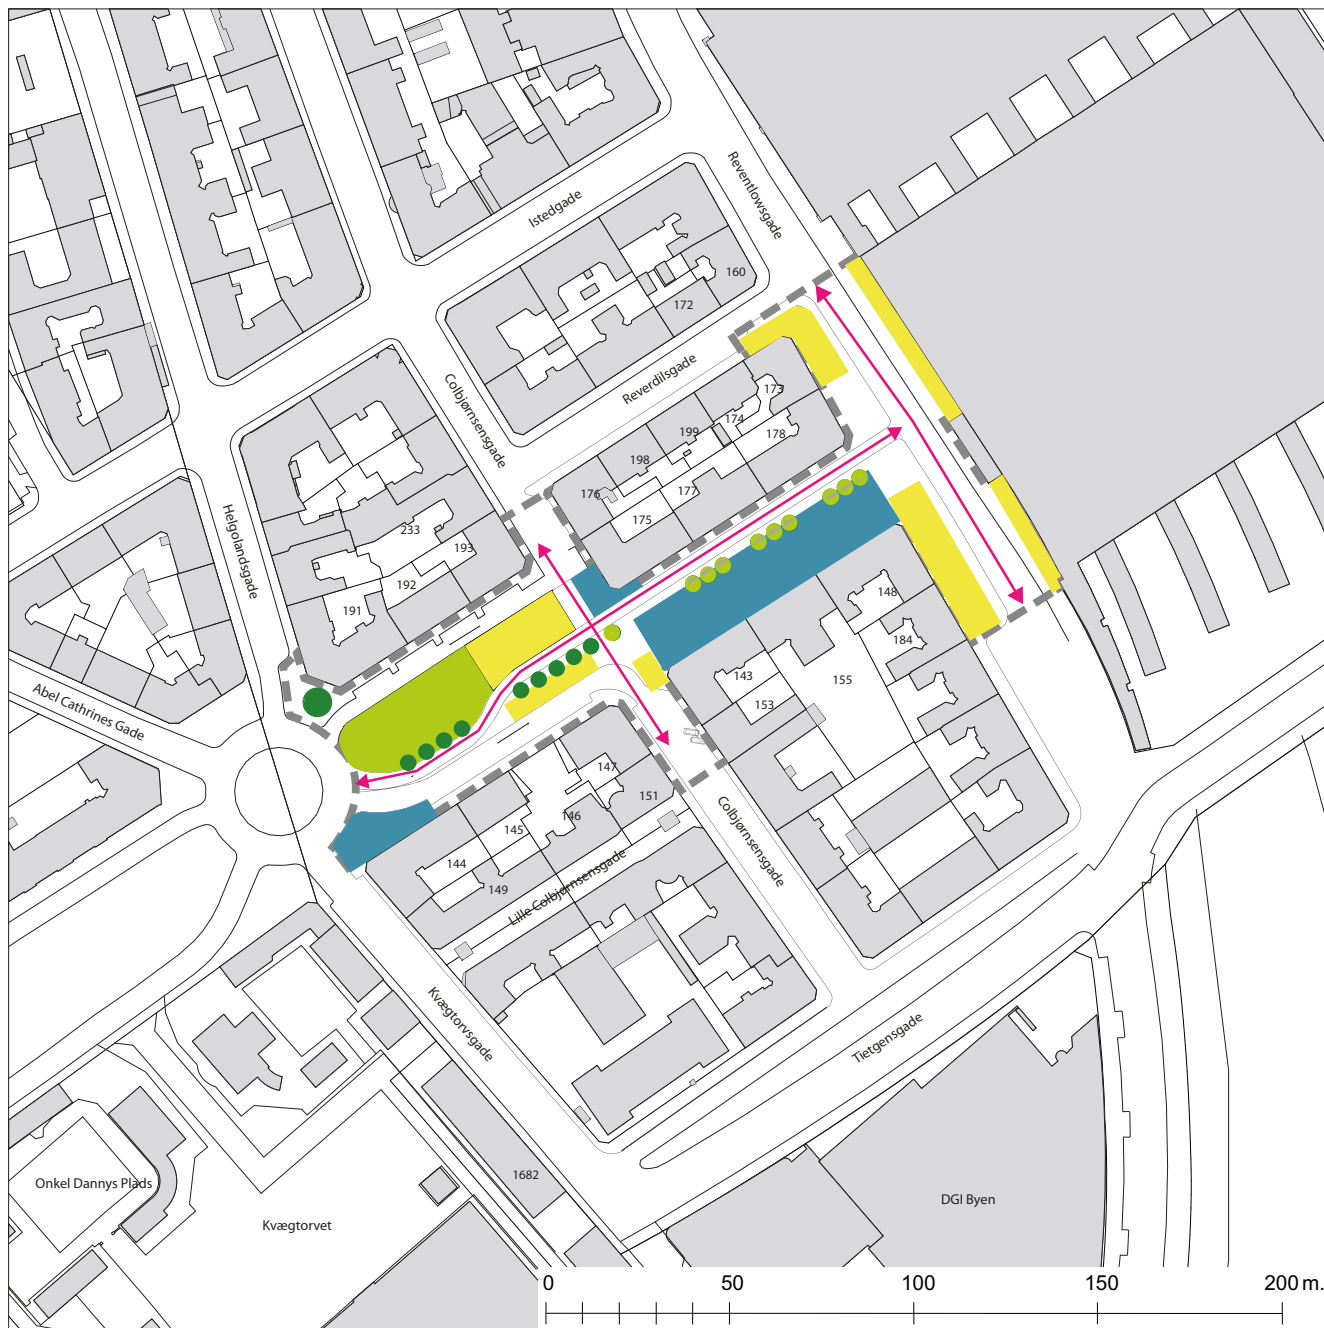 Istedgade
Reventlowsgade
160
172
Reverdilsgade
Colbjørnsensgade
173
174
199
178
198
176
177
175
Helgolandsgade
233
193
192
191
148
184
143
155
153
Abel Cathrines Gade
147
151
146
145
144
149
Colbjørnsensgade
Lille Colbjørnsensgade
Kvægtorvsgade
Tietgensgade
1682
Onkel Dannys Plads
Kvægtorvet
DGI Byen
0 50 100 150 200 m.